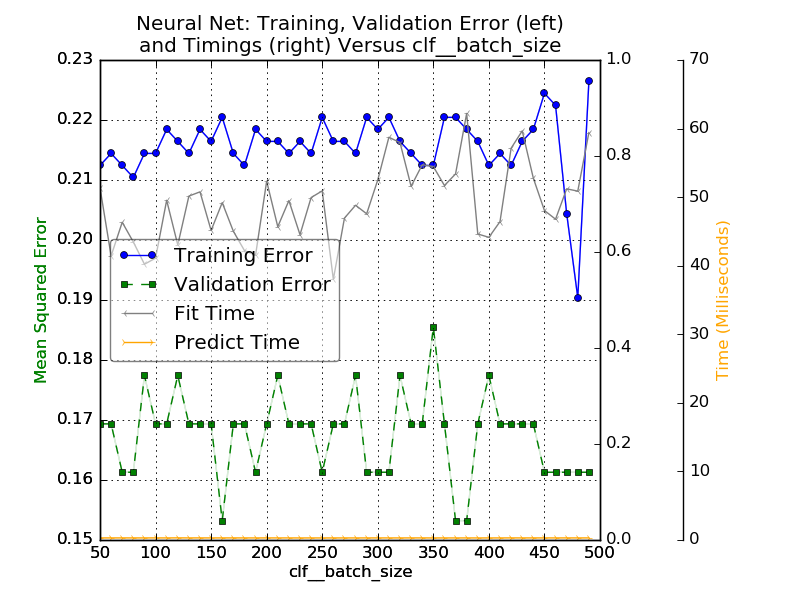 Neural Net: Training, Validation Error (left)
and Timings (right) Versus clf__batch_size
0.23
0.22
0.21
0.20
0.19
0.18
0.17
0.16
0.15
Mean Squared Error
Training Error
Validation Error
Fit Time
Predict Time
1.0
0.8
0.6
0.4
0.2
0.0
70
60
50
40
30
20
10
0
Time (Milliseconds)
50 100 150 200 250 300 350 400 450 500
clf__batch_size